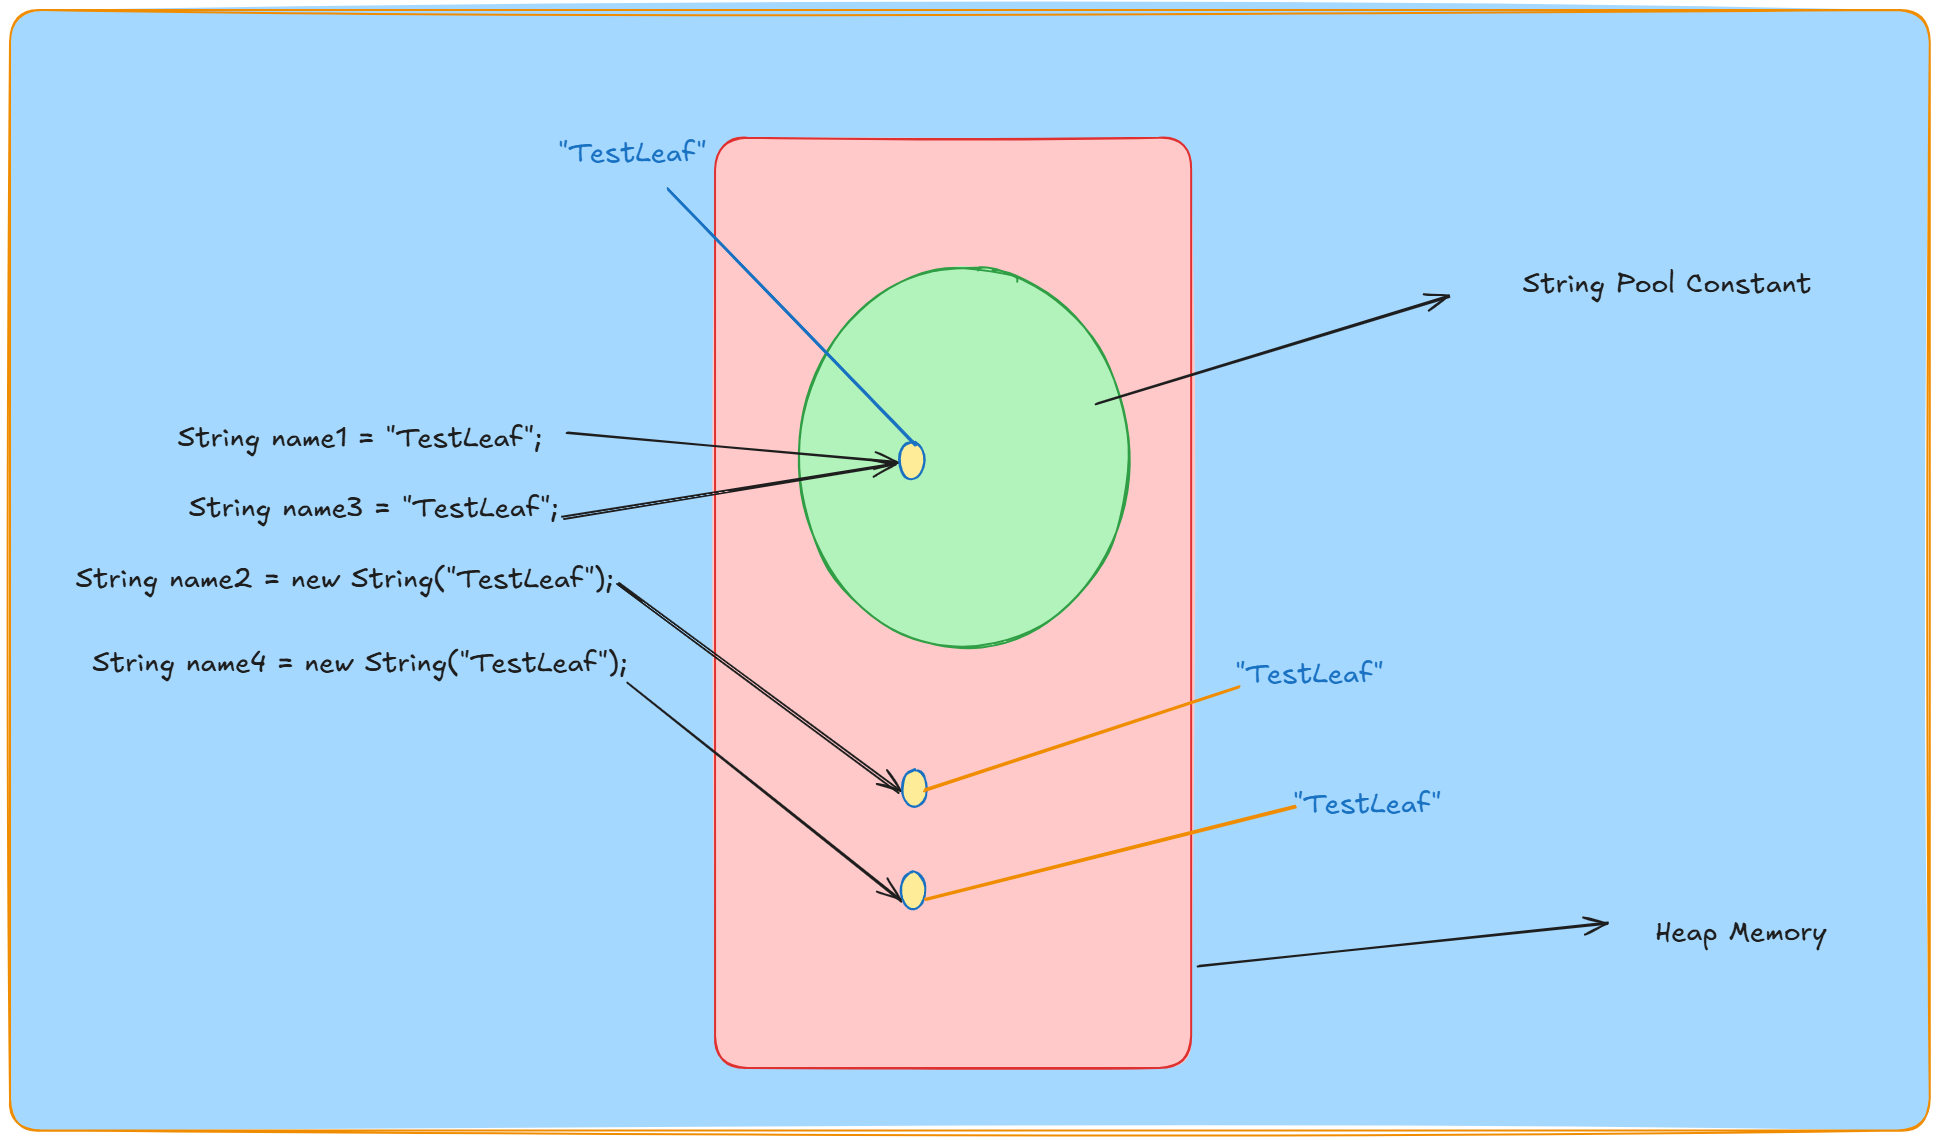 "TestLeaf"
String Pool Constant
String name1 = "TestLeaf";
String name3 = "TestLeaf";
String name2 = new String("TestLeaf");
String name4 = new String("TestLeaf");
"TestLeaf"
"TestLeaf"
Heap Memory